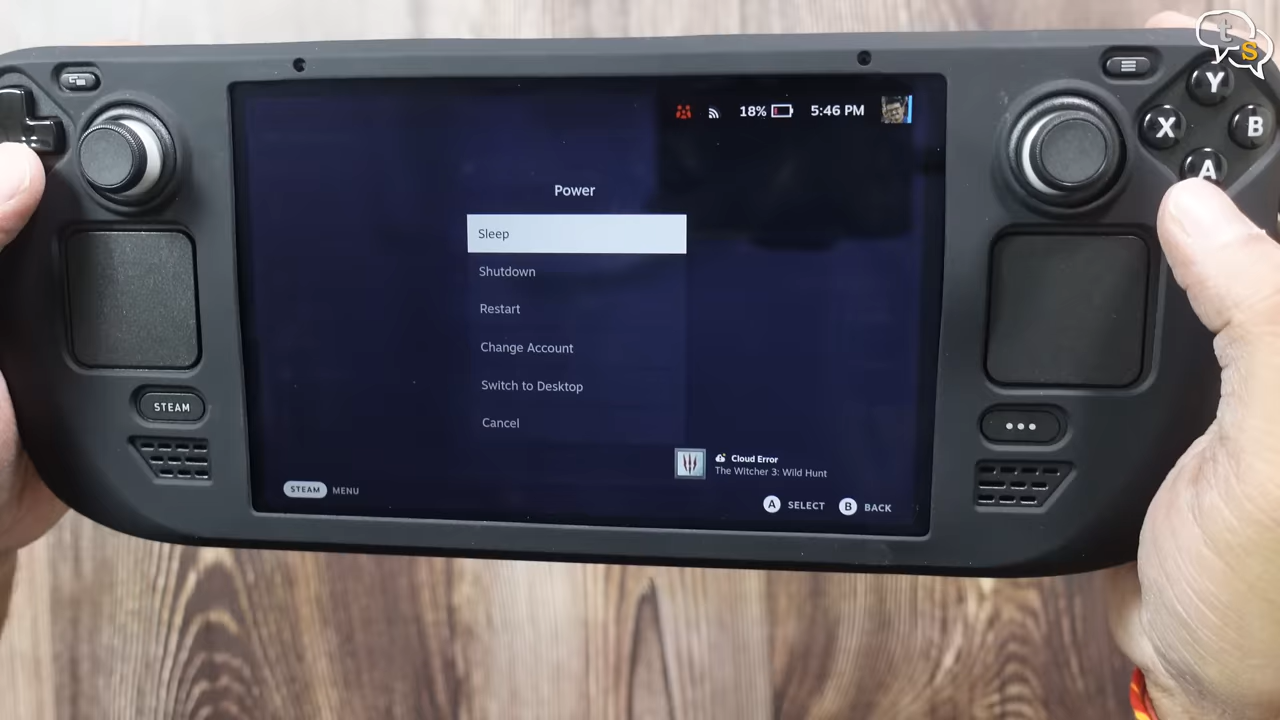 tS
Y
X
B
A
18%
5:46 PM
Power
Sleep
Shutdown
Restart
Change Account
Switch to Desktop
Cancel
STEAM
Cloud Error
The Witcher 3: Wild Hunt
STEAM MENU
A SELECT B BACK